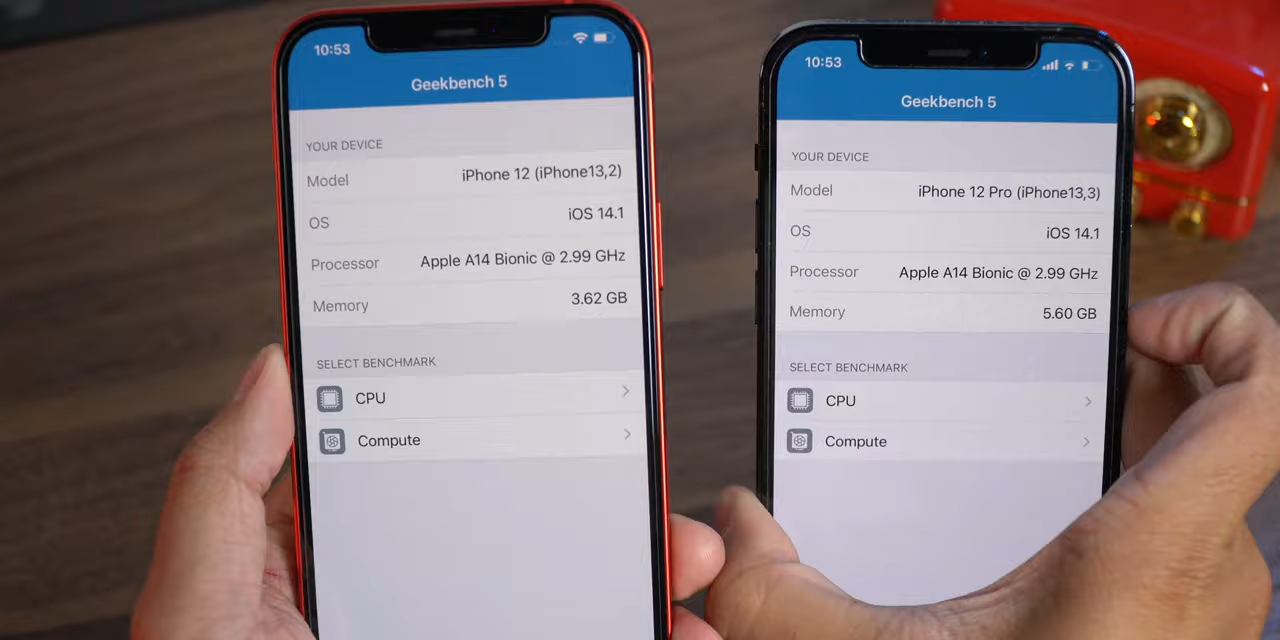 10:53
Geekbench 5
YOUR DEVICE
Model iPhone 12 (iPhone13,2)
OS iOS 14.1
Processor Apple A14 Bionic @ 2.99 GHz
Memory 3.62 GB
SELECT BENCHMARK
CPU
Compute
10:53
Geekbench 5
YOUR DEVICE
Model iPhone 12 Pro (iPhone13,3)
OS iOS 14.1
Processor Apple A14 Bionic @ 2.99 GHz
Memory 5.60 GB
SELECT BENCHMARK
CPU
Compute